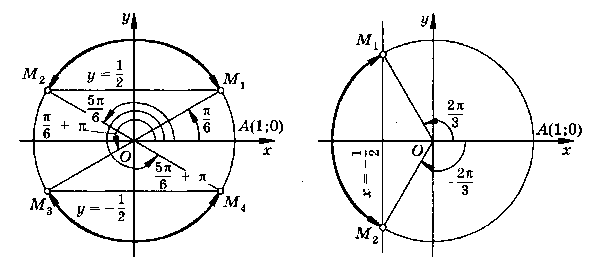 y
M₂
y = 1/2
M₁
5π/6
π/6
π/6 + π
A(1;0)
O
x
5π/6 + π
M₃
y = -1/2
M₄
y
M₁
2π/3
A(1;0)
O
x
x = -1/2
-2π/3
M₂